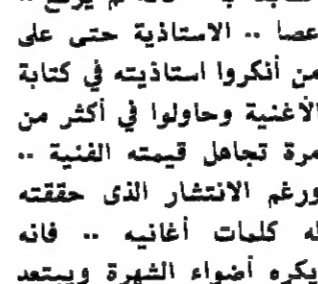 عصا .. الاستاذية حتى على
من أنكروا استاذيته في كتابة
الأغنية وحاولوا في أكثر من
مرة تجاهل قيمته الفنية ..
ورغم الانتشار الذى حققته
له كلمات أغانيه .. فانه
يكره أضواء الشهرة ويبتعد